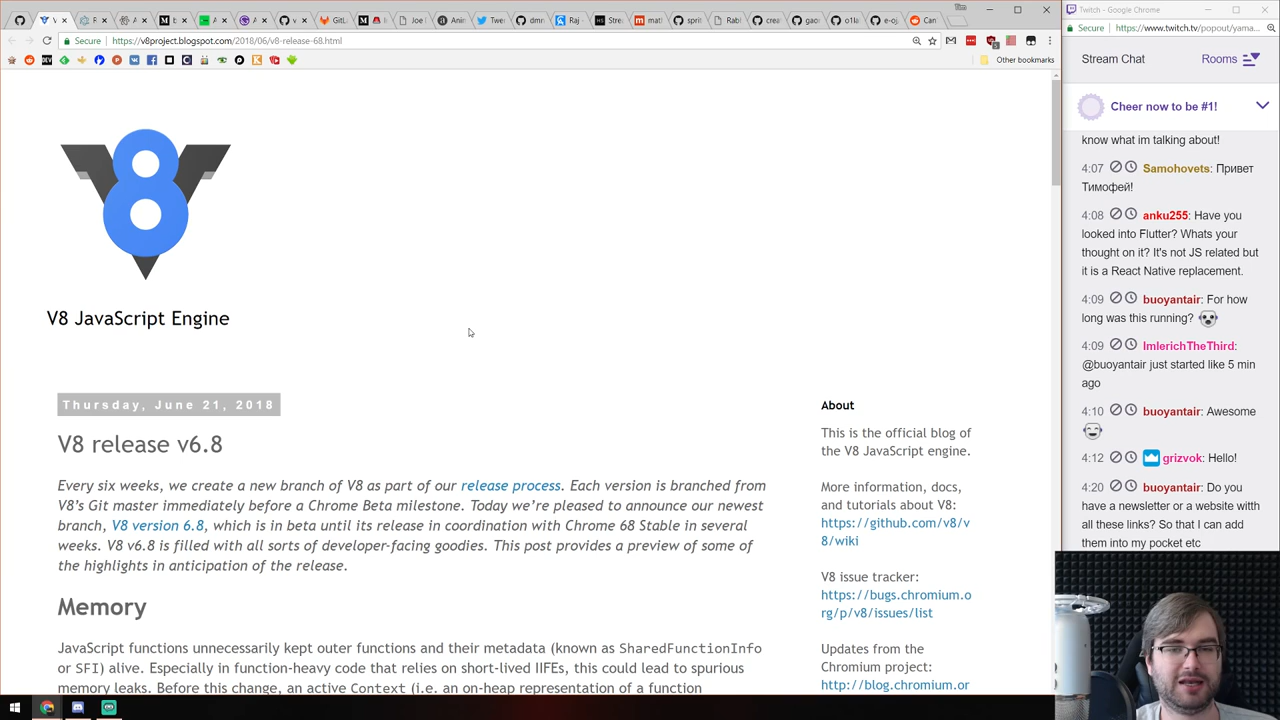 Joe
Twe
Raj
Stre
mat
spri
Rabl
crea
gaor
o1la
e-oj
Can'
Twitch - Google Chrome
Secure
https://v8project.blogspot.com/2018/06/v8-release-68.html
Secure
https://www.twitch.tv/popout/yama...
Other bookmarks
Stream Chat
Rooms
Cheer now to be #1!
8
V8 JavaScript Engine
Thursday, June 21, 2018
V8 release v6.8
Every six weeks, we create a new branch of V8 as part of our release process. Each version is branched from
V8's Git master immediately before a Chrome Beta milestone. Today we're pleased to announce our newest
branch, V8 version 6.8, which is in beta until its release in coordination with Chrome 68 Stable in several
weeks. V8 v6.8 is filled with all sorts of developer-facing goodies. This post provides a preview of some of
the highlights in anticipation of the release.
Memory
JavaScript functions unnecessarily kept outer functions and their metadata (known as SharedFunctionInfo
or SFI) alive. Especially in function-heavy code that relies on short-lived IIFEs, this could lead to spurious
memory leaks. Before this change, an active Context (i.e. an on-heap representation of a function
About
This is the official blog of
the V8 JavaScript engine.
More information, docs,
and tutorials about V8:
https://github.com/v8/v
8/wiki
V8 issue tracker:
https://bugs.chromium.o
rg/p/v8/issues/list
Updates from the
Chromium project:
http://blog.chromium.or
know what im talking about!
4:07 Samohovets: Привет
Тимофей!
4:08 anku255: Have you
looked into Flutter? Whats your
thought on it? It's not JS related but
it is a React Native replacement.
4:09 buoyantair: For how
long was this running?
4:09 ImlerichTheThird:
@buoyantair just started like 5 min
ago
4:10 buoyantair: Awesome
4:12 grizvok: Hello!
4:20 buoyantair: Do you
have a newsletter or a website with
all these links? So that I can add
them into my pocket etc